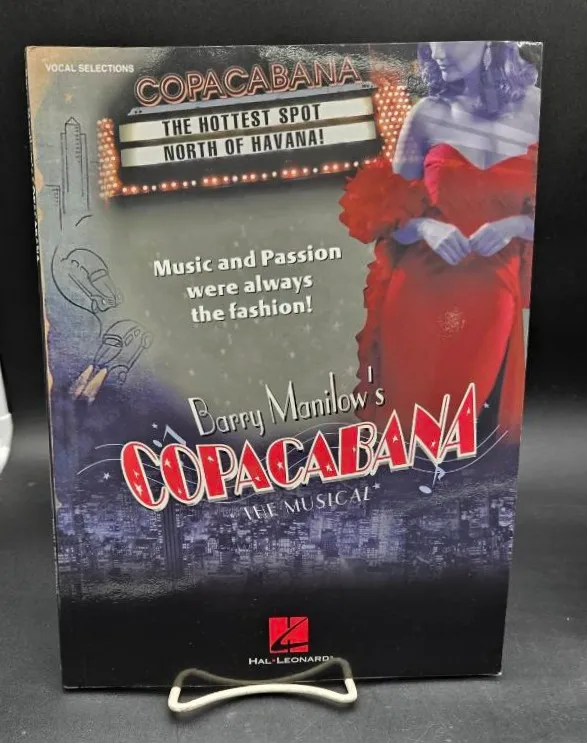 VOCAL SELECTIONS
COPACABANA
THE HOTTEST SPOT
NORTH OF HAVANA!
Music and Passion
were always
the fashion!
Barry Manilow's
COPACABANA
THE MUSICAL
HAL•LEONARD®